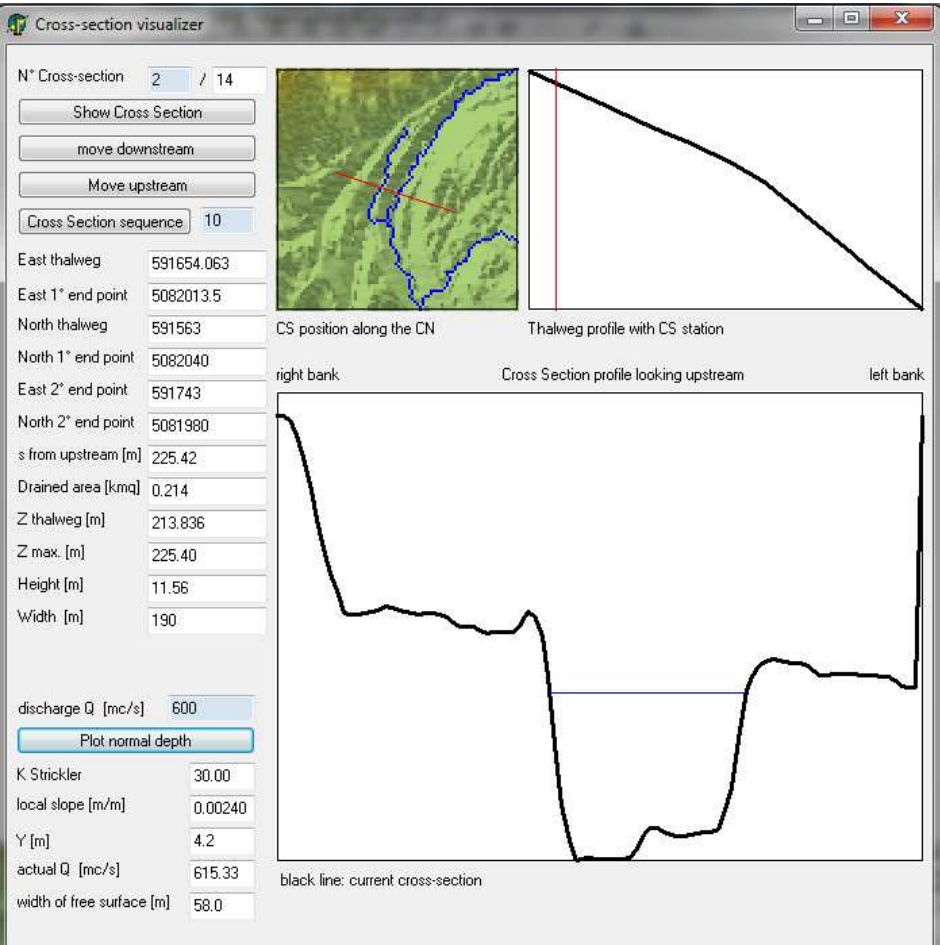 Cross-section visualizer
N° Cross-section 2 / 14
Show Cross Section
move downstream
Move upstream
Cross Section sequence 10
East thalweg 591654.063
East 1° end point 5082013.5
North thalweg 591563
North 1° end point 5082040
East 2° end point 591743
North 2° end point 5081980
s from upstream [m] 225.42
Drained area [kmq] 0.214
Z thalweg [m] 213.836
Z max. [m] 225.40
Height [m] 11.56
Width [m] 190
discharge Q [mc/s] 600
Plot normal depth
K Strickler 30.00
local slope [m/m] 0.00240
Y [m] 4.2
actual Q [mc/s] 615.33
width of free surface [m] 58.0
CS position along the CN
Thalweg profile with CS station
right bank Cross Section profile looking upstream left bank
black line: current cross-section